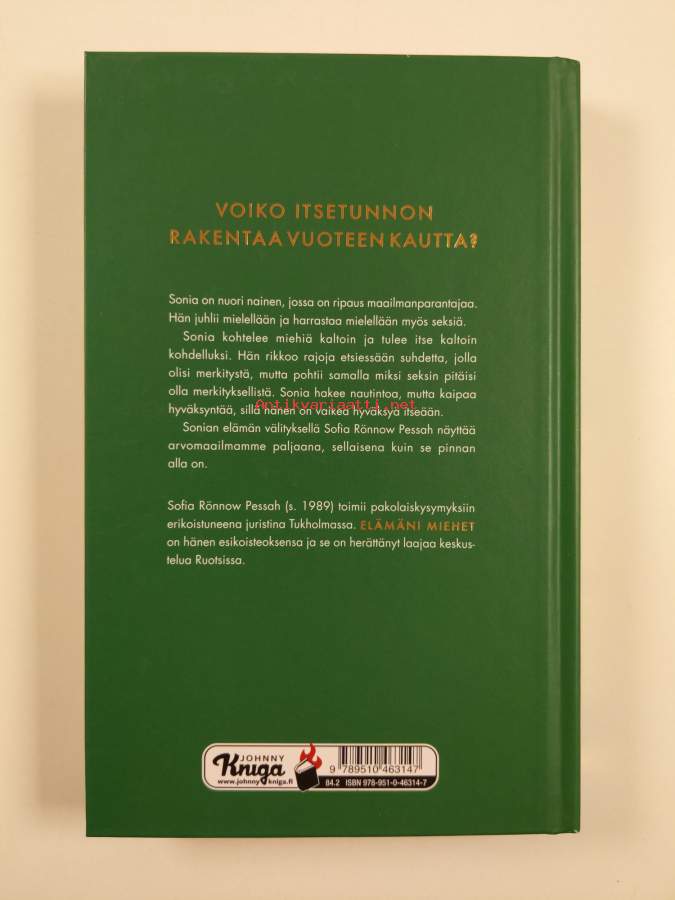 VOIKO ITSETUNNON
RAKENTAA VUOTEEN KAUTTA?
Sonia on nuori nainen, jossa on ripaus maailmanparantajaa.
Hän juhlii mielellään ja harrastaa mielellään myös seksiä.
Sonia kohtelee miehiä kaltoin ja tulee itse kaltoin
kohdelluksi. Hän rikkoo rajoja etsiessään suhdetta, jolla
olisi merkitystä, mutta pohtii samalla miksi seksin pitäisi
olla merkityksellistä. Sonia hakee nautintoa, mutta kaipaa
Antikvariaatti.net
hyväksyntää, sillä hänen on vaikea hyväksyä itseään.
Sonian elämän välityksellä Sofia Rönnow Pessah näyttää
arvomaailmamme paljaana, sellaisena kuin se pinnan
alla on.
Sofia Rönnow Pessah (s. 1989) toimii pakolaiskysymyksiin
erikoistuneena juristina Tukholmassa. ELÄMÄNI MIEHET
on hänen esikoisteoksensa ja se on herättänyt laajaa keskus-
telua Ruotsissa.
JOHNNY
Kniga
www.johnnykniga.fi
9 789510 463147
84.2 ISBN 978-951-0-46314-7